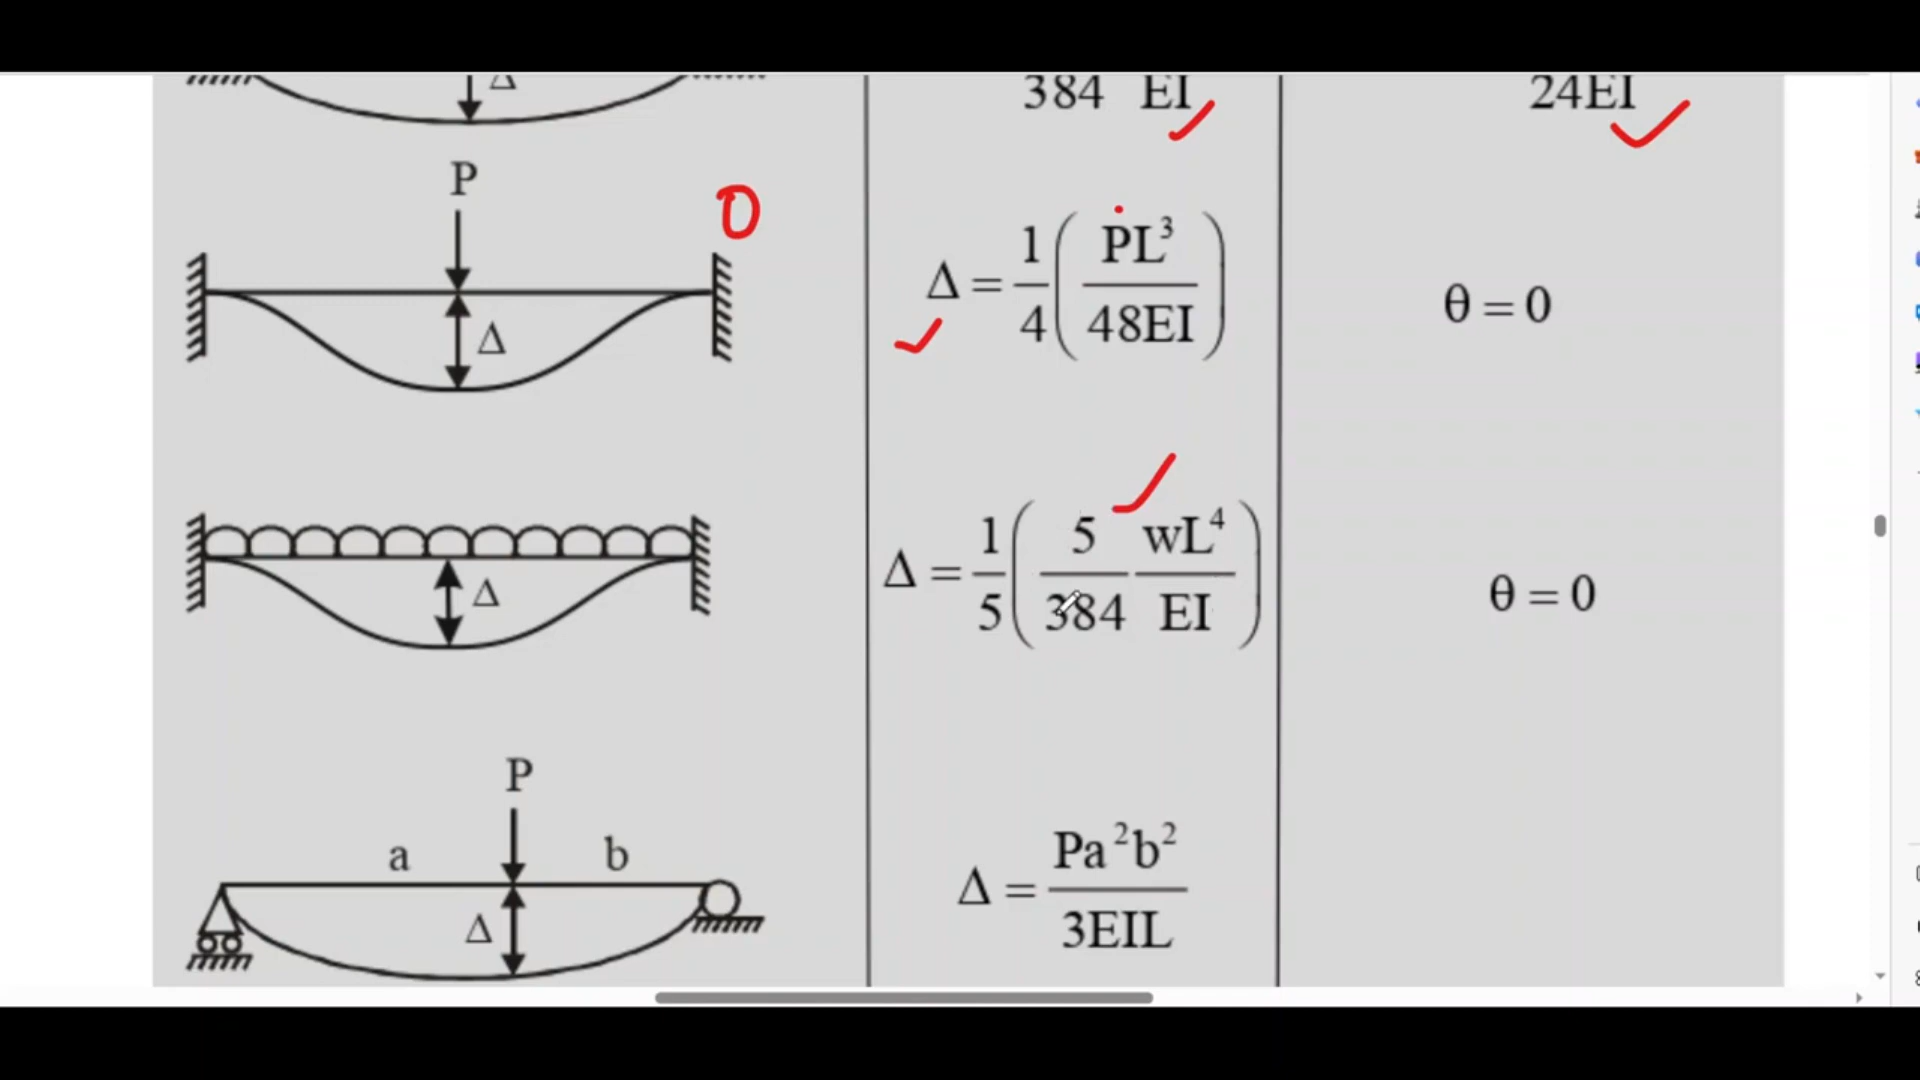 Δ
384 EI
24EI
P
0
Δ
Δ = 1/4 (PL³/48EI)
θ = 0
Δ
Δ = 1/5 (5/384 wL⁴/EI)
θ = 0
P
a b
Δ
Δ = Pa²b²/3EIL